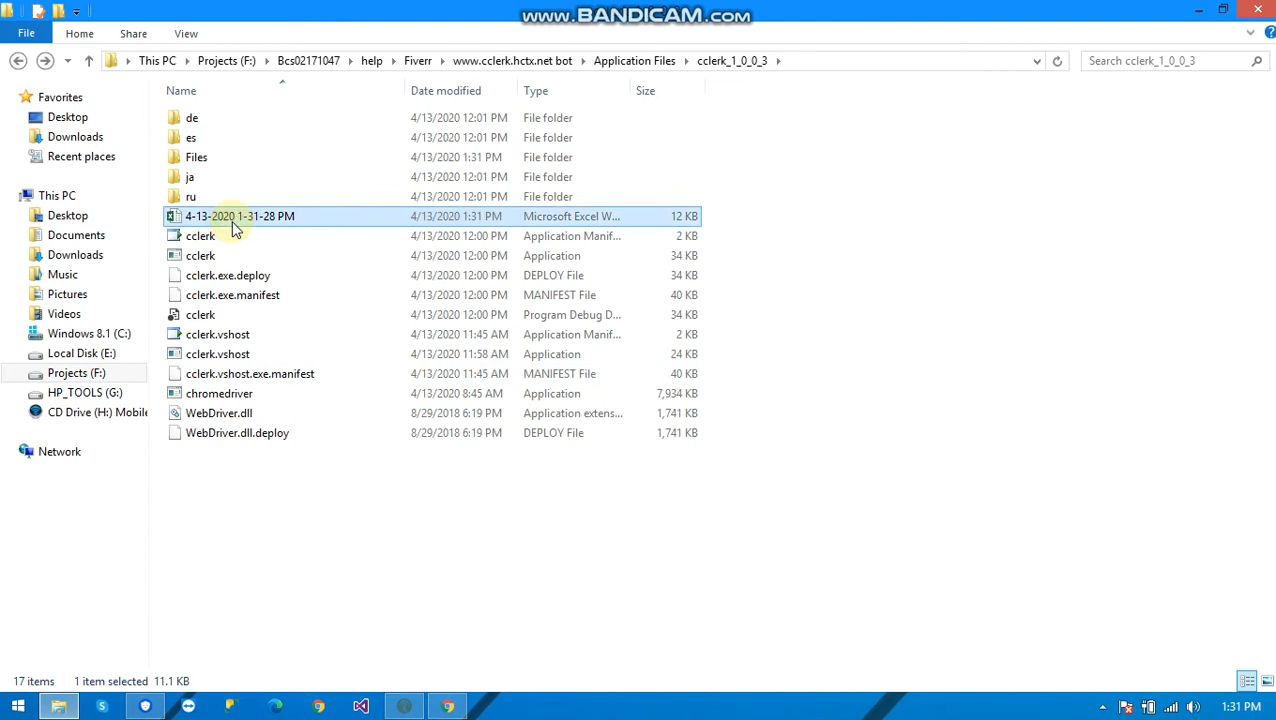 www.BANDICAM.com
File Home Share View
This PC Projects (F:) Bcs02171047 help Fiverr www.cclerk.hctx.net bot Application Files cclerk_1_0_0_3 Search cclerk_1_0_0_3
Name Date modified Type Size
Favorites
Desktop
Downloads
Recent places
This PC
Desktop
Documents
Downloads
Music
Pictures
Videos
Windows 8.1 (C:)
Local Disk (E:)
Projects (F:)
HP_TOOLS (G:)
CD Drive (H:) Mobile
Network
de 4/13/2020 12:01 PM File folder
es 4/13/2020 12:01 PM File folder
Files 4/13/2020 1:31 PM File folder
ja 4/13/2020 12:01 PM File folder
ru 4/13/2020 12:01 PM File folder
4-13-2020 1-31-28 PM 4/13/2020 1:31 PM Microsoft Excel W... 12 KB
cclerk 4/13/2020 12:00 PM Application Manif... 2 KB
cclerk 4/13/2020 12:00 PM Application 34 KB
cclerk.exe.deploy 4/13/2020 12:00 PM DEPLOY File 34 KB
cclerk.exe.manifest 4/13/2020 12:00 PM MANIFEST File 40 KB
cclerk 4/13/2020 12:00 PM Program Debug D... 34 KB
cclerk.vshost 4/13/2020 11:45 AM Application Manif... 2 KB
cclerk.vshost 4/13/2020 11:58 AM Application 24 KB
cclerk.vshost.exe.manifest 4/13/2020 11:45 AM MANIFEST File 40 KB
chromedriver 4/13/2020 8:45 AM Application 7,934 KB
WebDriver.dll 8/29/2018 6:19 PM Application extens... 1,741 KB
WebDriver.dll.deploy 8/29/2018 6:19 PM DEPLOY File 1,741 KB
17 items 1 item selected 11.1 KB
1:31 PM